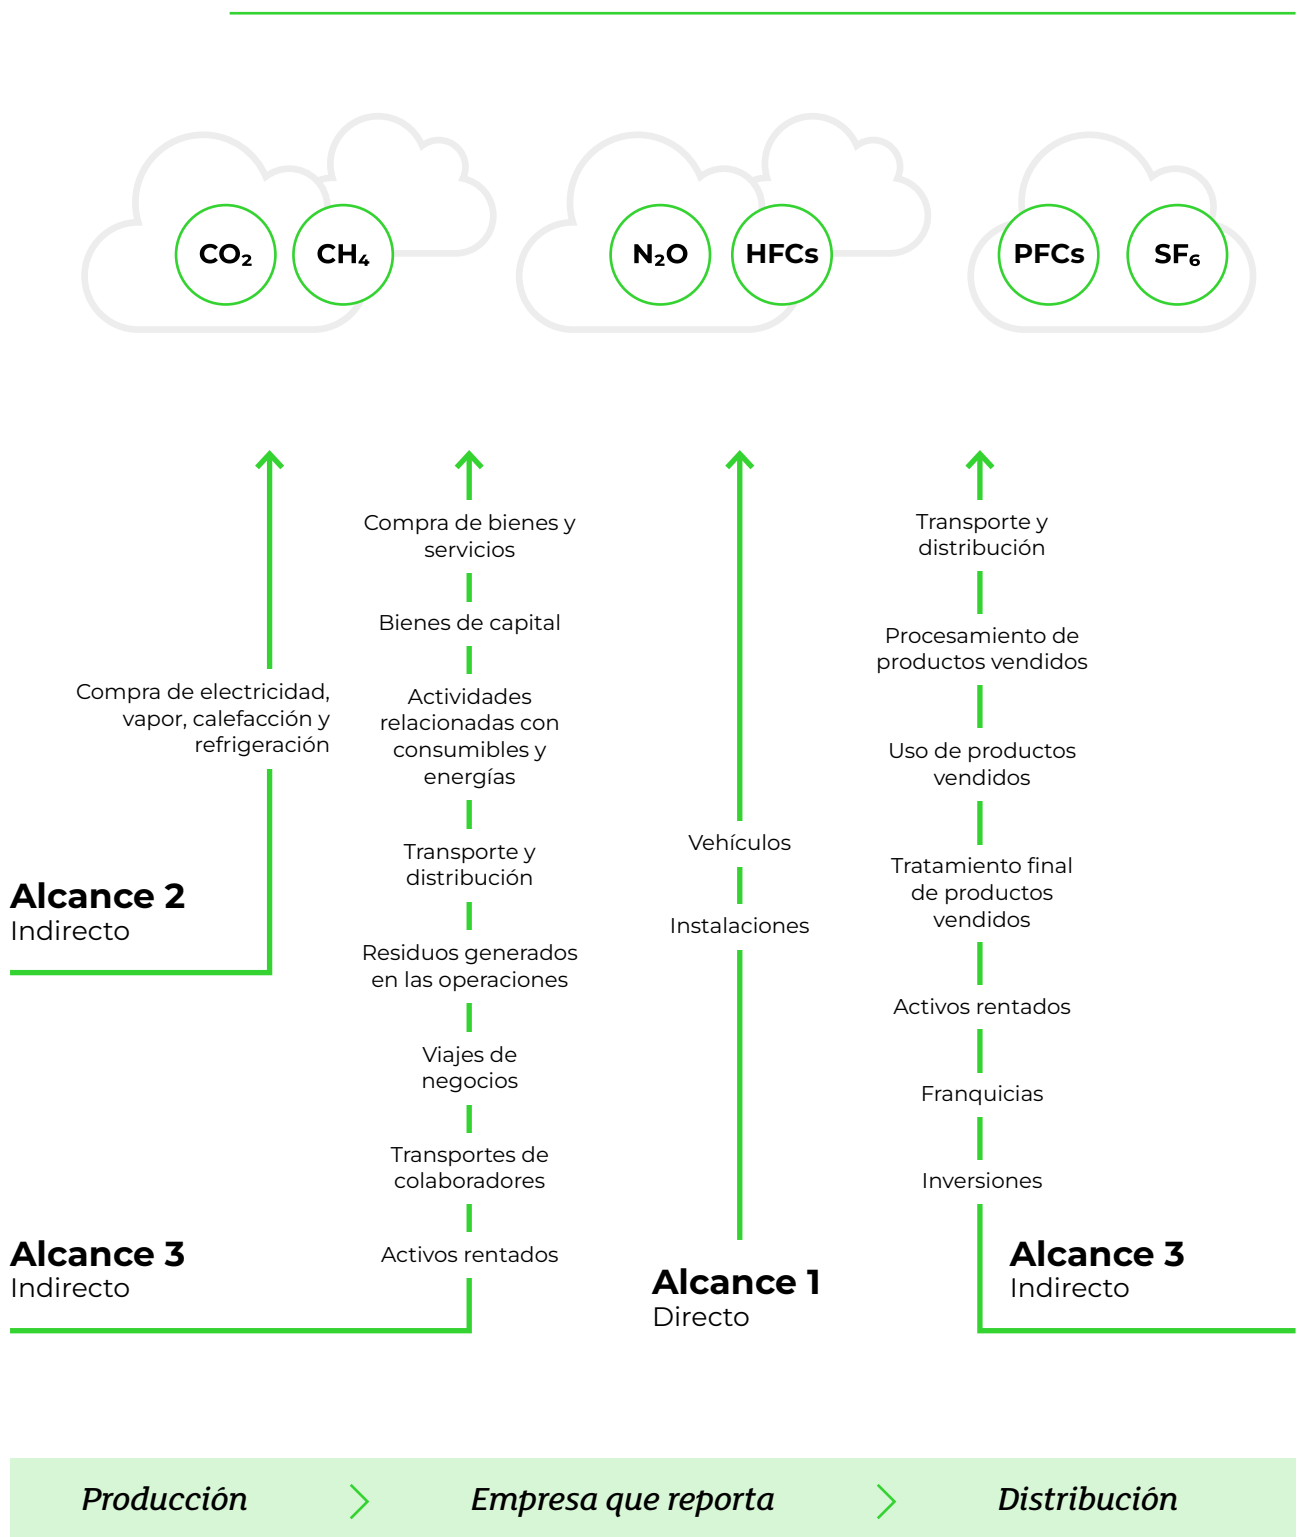 CO₂
CH₄
N₂O
HFCs
PFCs
SF₆
Compra de electricidad,
vapor, calefacción y
refrigeración
Alcance 2
Indirecto
Compra de bienes y
servicios
Bienes de capital
Actividades
relacionadas con
consumibles y
energías
Transporte y
distribución
Residuos generados
en las operaciones
Viajes de
negocios
Transportes de
colaboradores
Activos rentados
Alcance 3
Indirecto
Vehículos
Instalaciones
Alcance 1
Directo
Transporte y
distribución
Procesamiento de
productos vendidos
Uso de productos
vendidos
Tratamiento final
de productos
vendidos
Activos rentados
Franquicias
Inversiones
Alcance 3
Indirecto
Producción
Empresa que reporta
Distribución